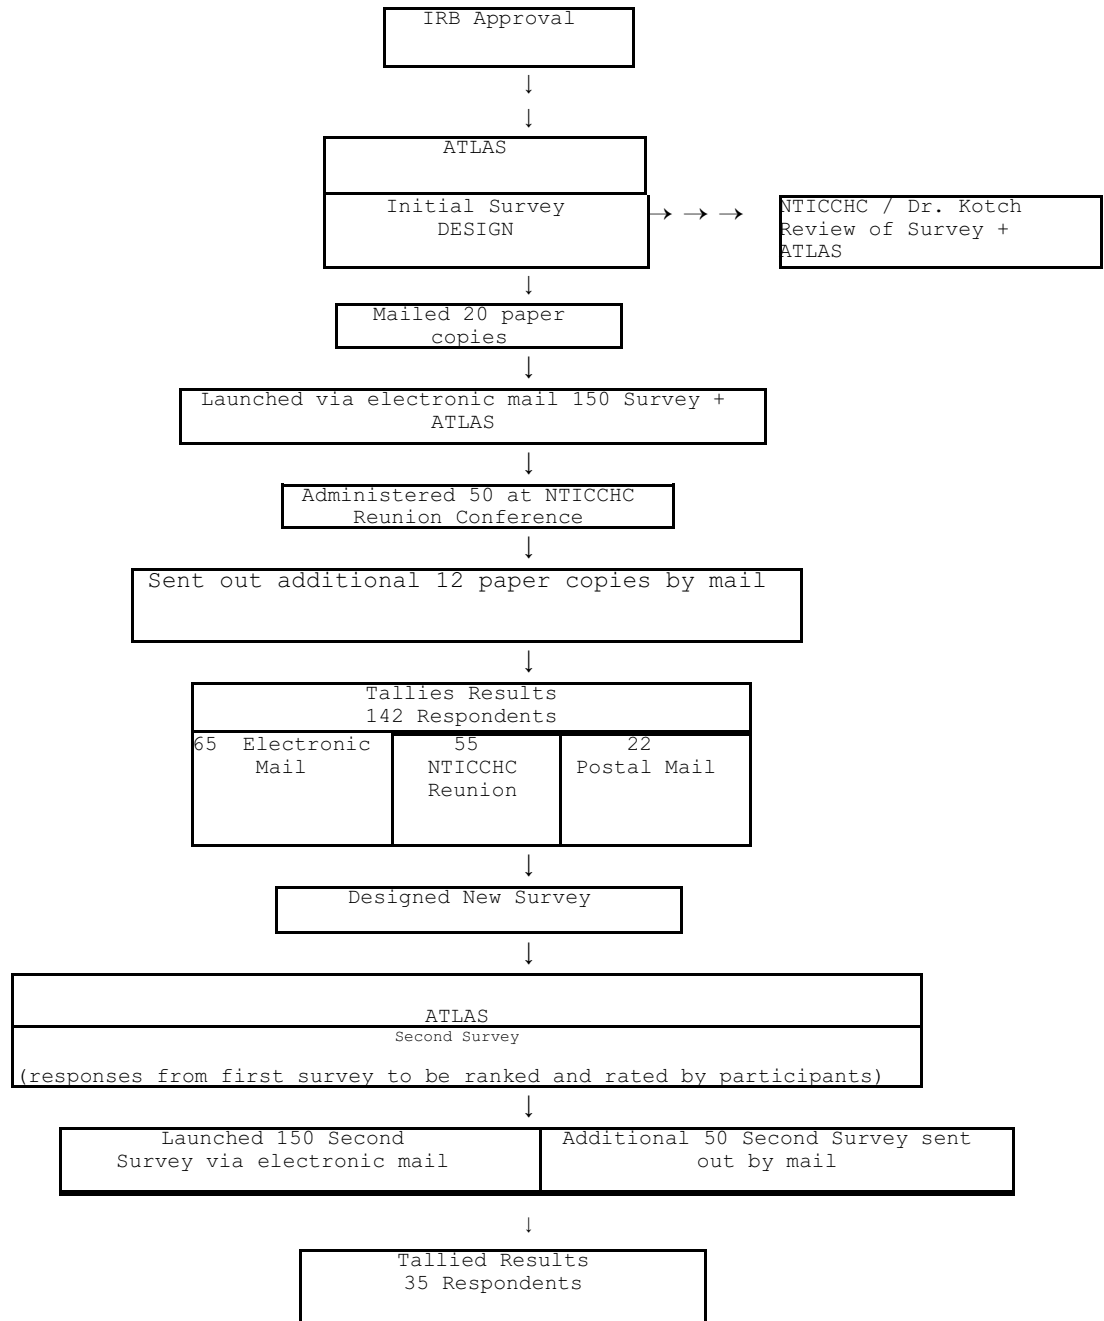 IRB Approval
↓
↓
ATLAS
Initial Survey
DESIGN
→ → →
NTICCHC / Dr. Kotch
Review of Survey +
ATLAS
↓
Mailed 20 paper
copies
↓
Launched via electronic mail 150 Survey +
ATLAS
↓
Administered 50 at NTICCHC
Reunion Conference
↓
Sent out additional 12 paper copies by mail
↓
Tallies Results
142 Respondents
65 Electronic
Mail
55
NTICCHC
Reunion
22
Postal Mail
↓
Designed New Survey
↓
ATLAS
Second Survey
(responses from first survey to be ranked and rated by participants)
↓
Launched 150 Second
Survey via electronic mail
Additional 50 Second Survey sent
out by mail
↓
Tallied Results
35 Respondents